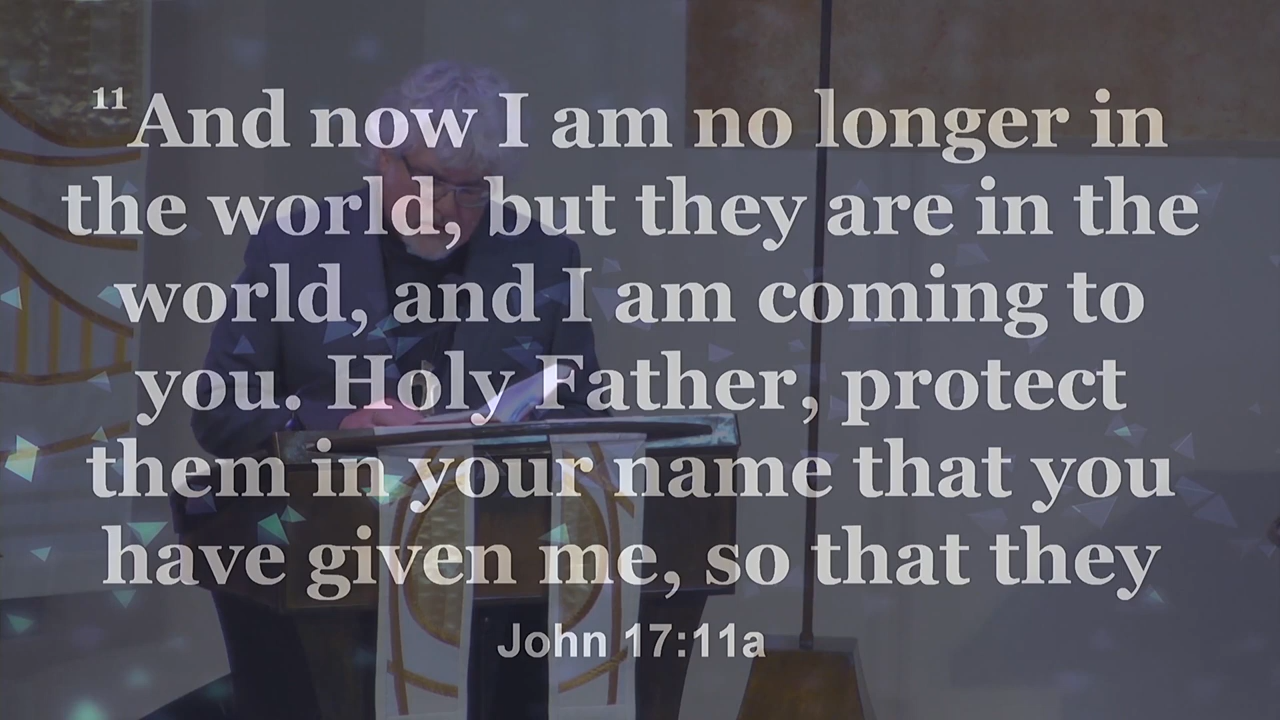 11 And now I am no longer in
the world, but they are in the
world, and I am coming to
you. Holy Father, protect
them in your name that you
have given me, so that they
John 17:11a